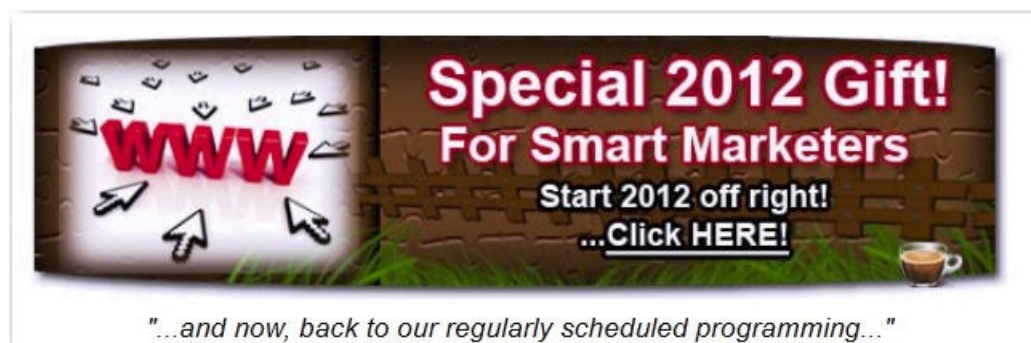 WWW
Special 2012 Gift!
For Smart Marketers
Start 2012 off right!
...Click HERE!
"...and now, back to our regularly scheduled programming..."